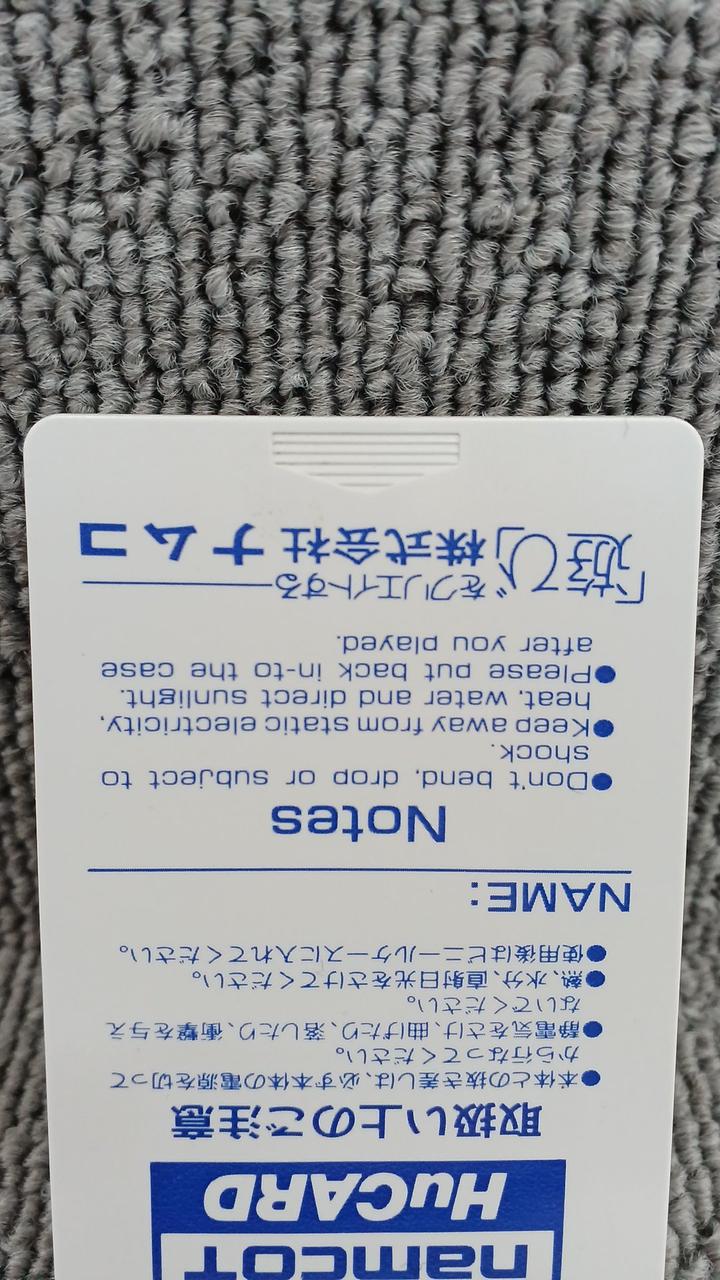 namcoT
HuCARD
取扱い上のご注意
●本体との抜き差しは、必ず本体の電源を切って
から行なってください。
●静電気をさけ、曲げたり、落したり、衝撃を与え
ないでください。
●熱、水分、直射日光をさけてください。
●使用後はビニールケースに入れてください。
NAME:
Notes
●Don't bend, drop or subject to
shock.
●Keep away from static electricity,
heat, water and direct sunlight.
●Please put back in-to the case
after you played.
「遊び」をクリエイトする
株式会社ナムコ